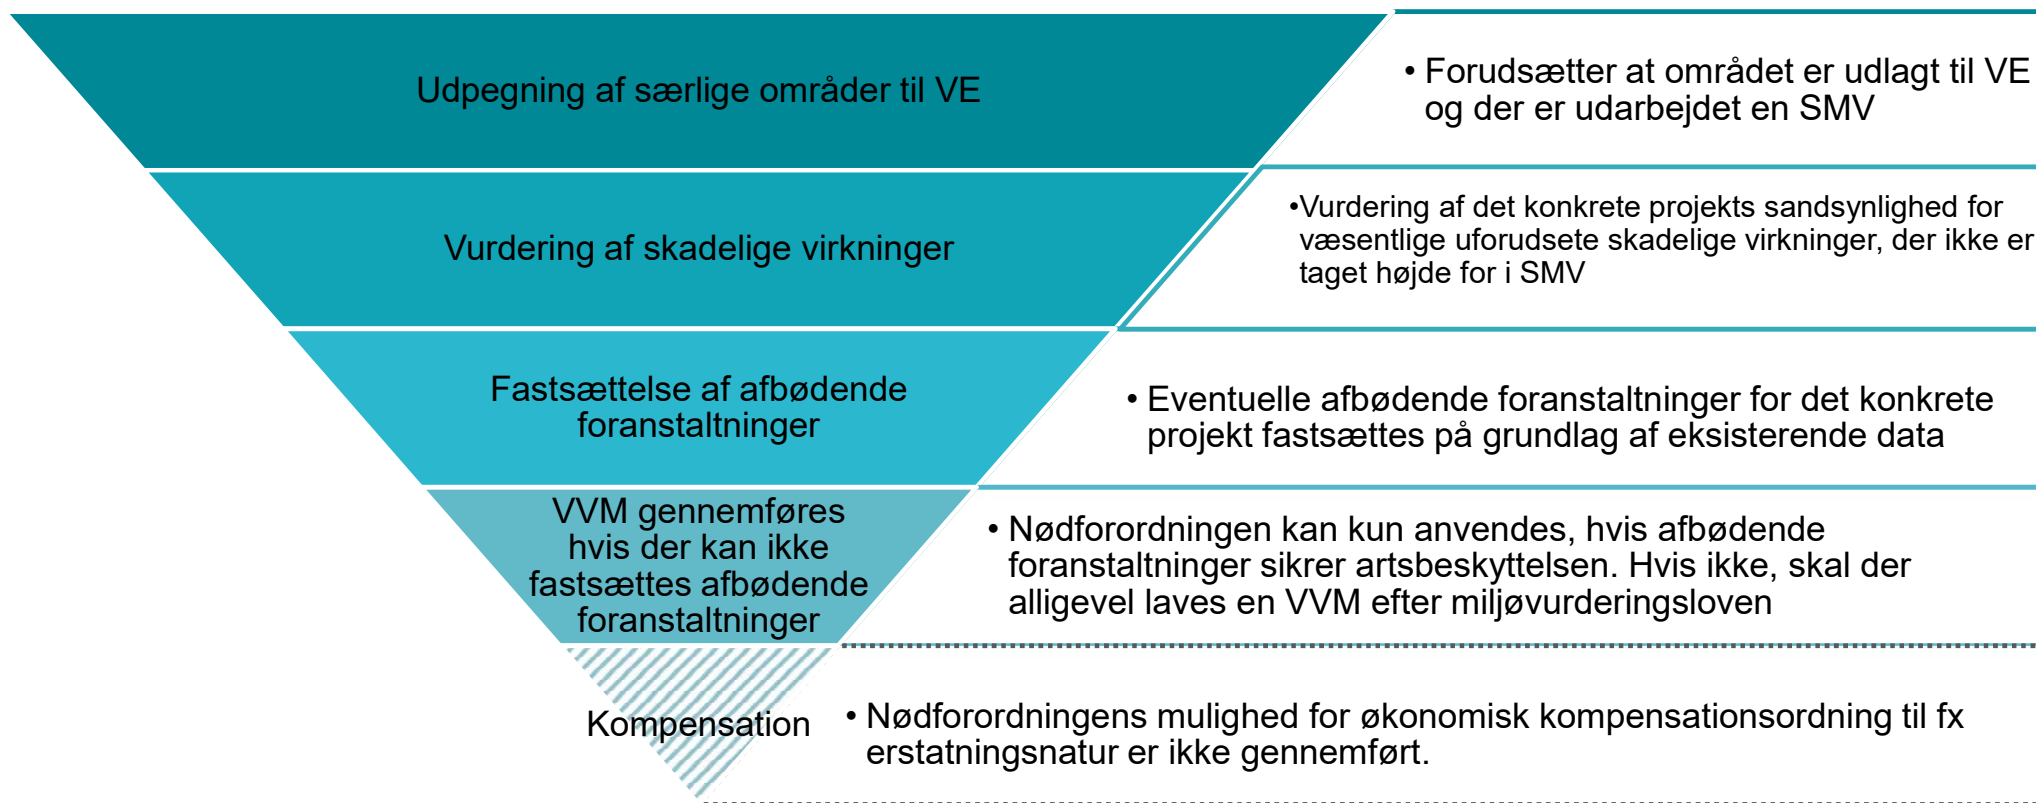 Udpegning af særlige områder til VE
• Forudsætter at området er udlagt til VE
og der er udarbejdet en SMV
Vurdering af skadelige virkninger
•Vurdering af det konkrete projekts sandsynlighed for
væsentlige uforudsete skadelige virkninger, der ikke er
taget højde for i SMV
Fastsættelse af afbødende
foranstaltninger
• Eventuelle afbødende foranstaltninger for det konkrete
projekt fastsættes på grundlag af eksisterende data
VVM gennemføres
hvis der kan ikke
fastsættes afbødende
foranstaltninger
• Nødforordningen kan kun anvendes, hvis afbødende
foranstaltninger sikrer artsbeskyttelsen. Hvis ikke, skal der
alligevel laves en VVM efter miljøvurderingsloven
Kompensation
• Nødforordningens mulighed for økonomisk kompensationsordning til fx
erstatningsnatur er ikke gennemført.